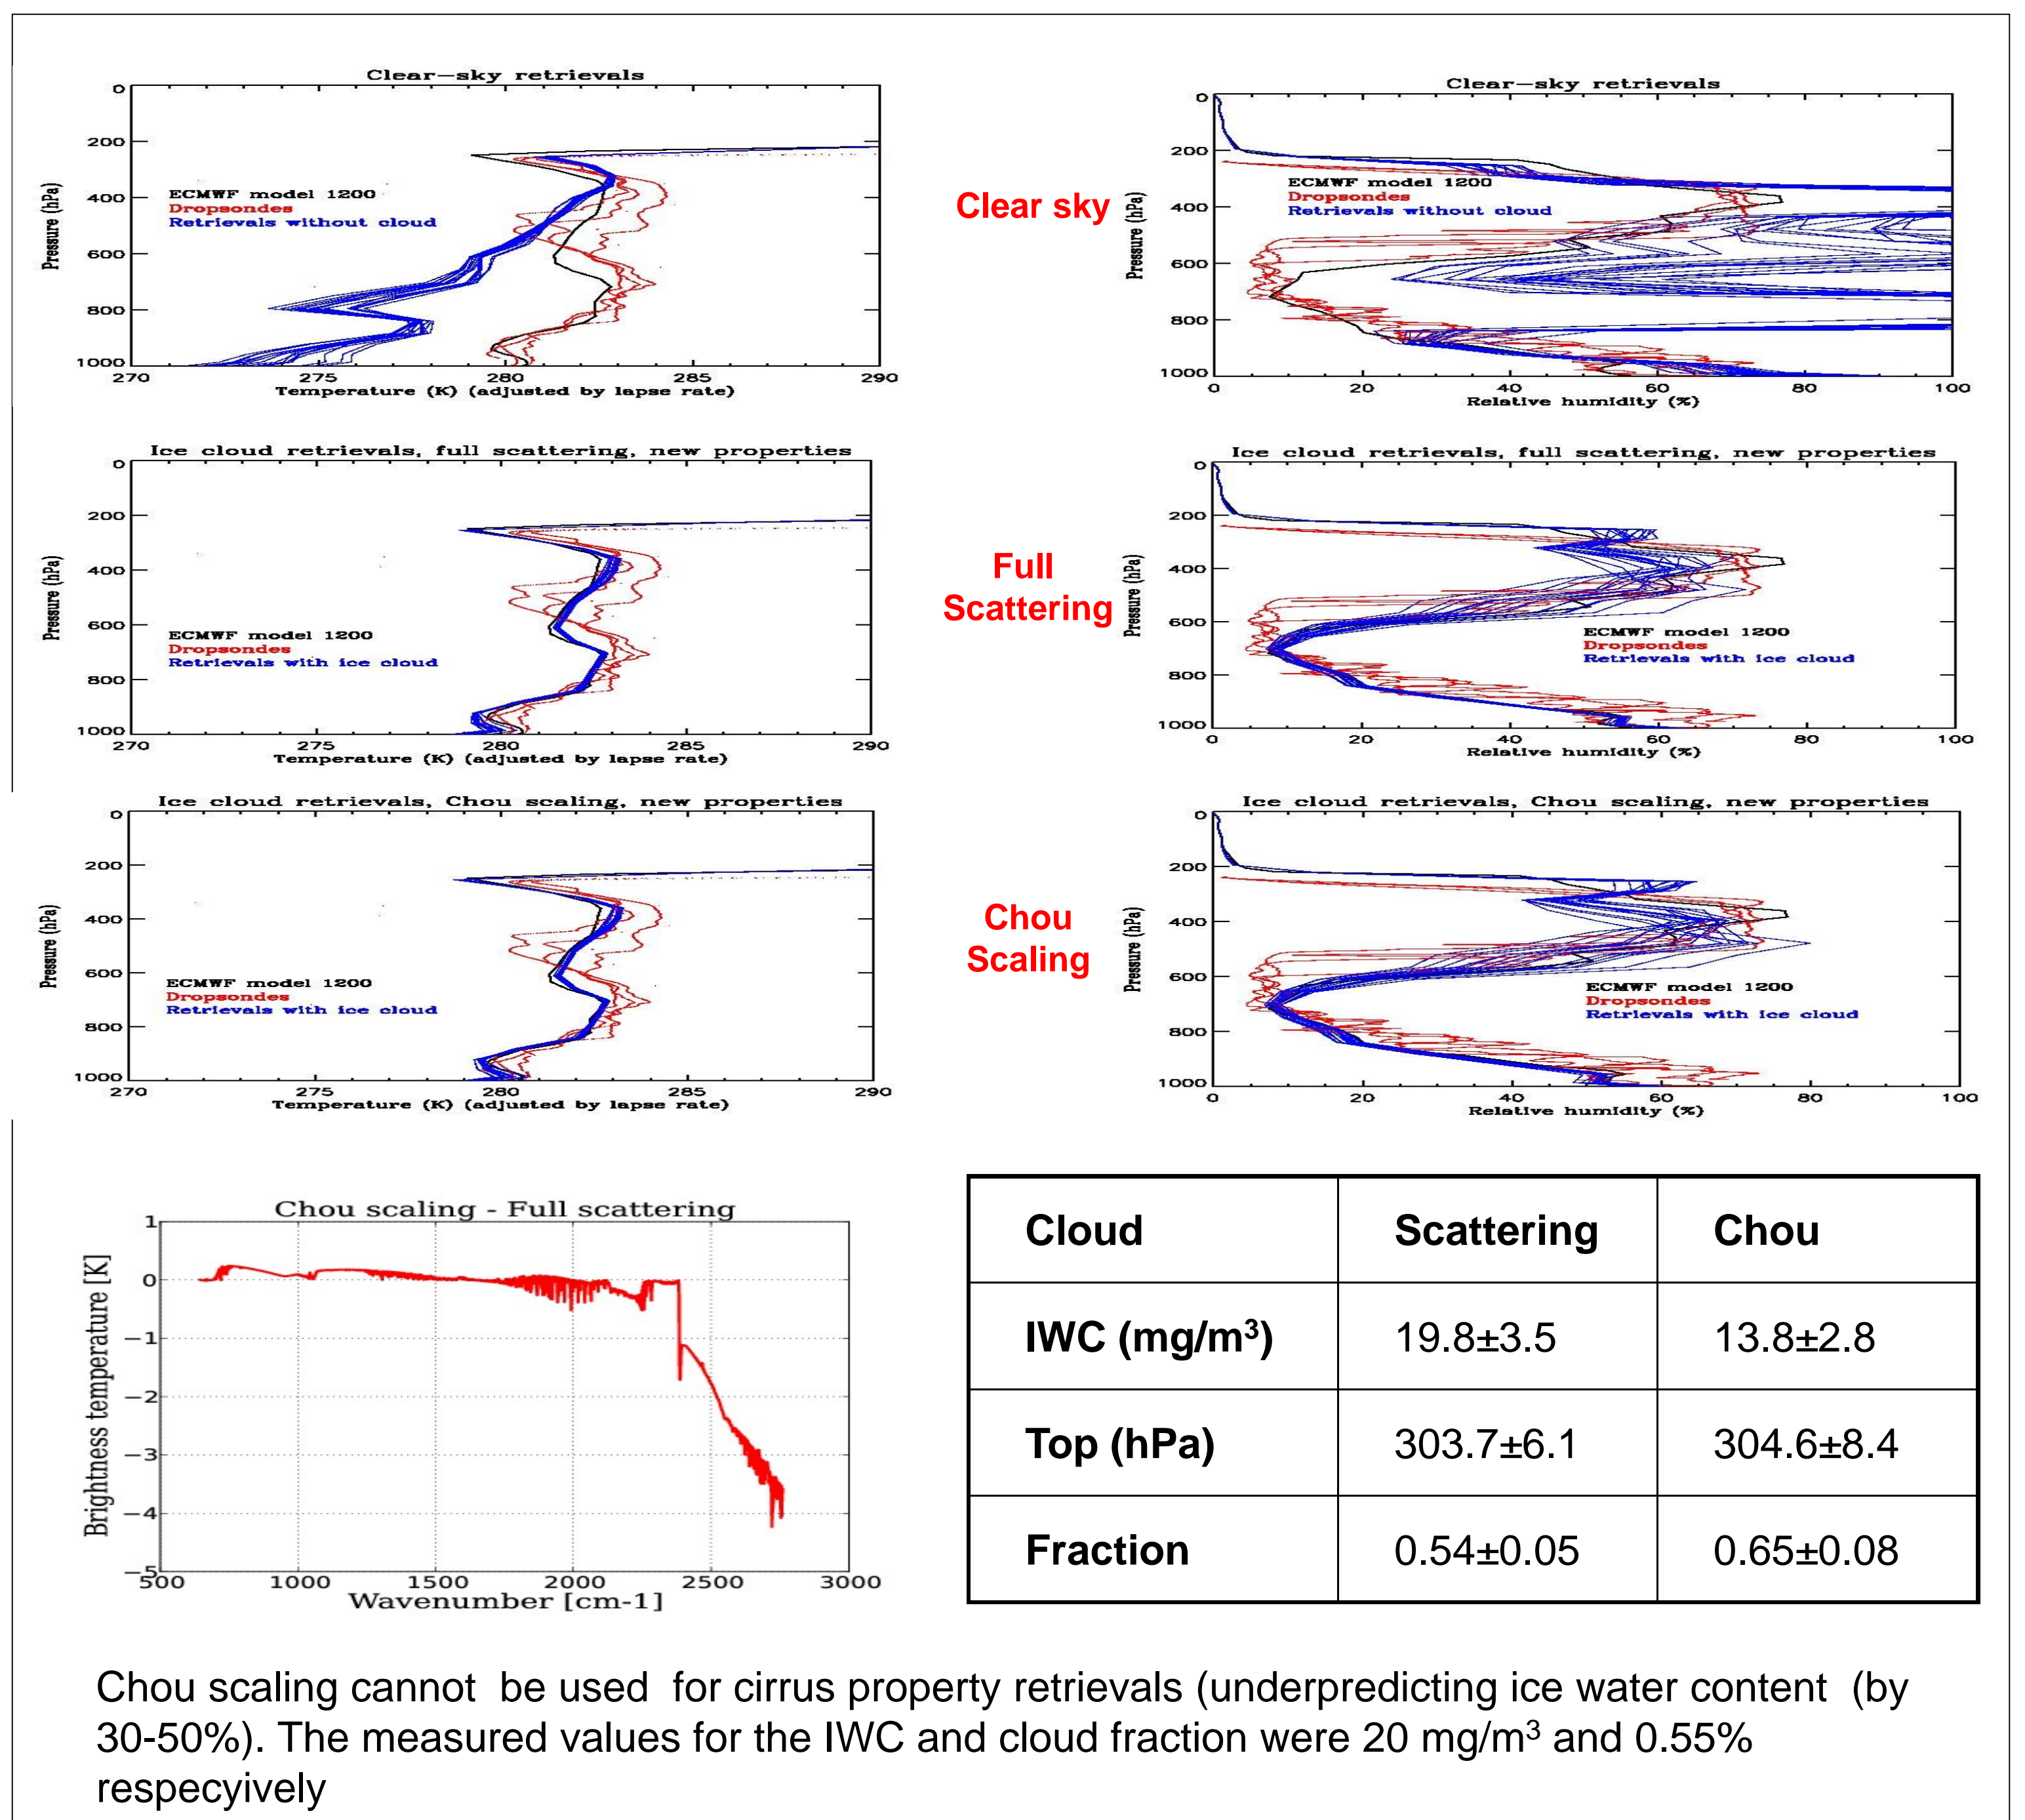 Clear-sky retrievals
0
200
400
600
800
1000
Pressure (hPa)
ECMWF model 1200
Dropsondes
Retrievals without cloud
270
275
280
285
290
Temperature (K) (adjusted by lapse rate)
Clear sky
Clear-sky retrievals
0
200
400
600
800
1000
Pressure (hPa)
ECMWF model 1200
Dropsondes
Retrievals without cloud
0
20
40
60
80
100
Relative humidity (%)
Ice cloud retrievals, full scattering, new properties
0
200
400
600
800
1000
Pressure (hPa)
ECMWF model 1200
Dropsondes
Retrievals with ice cloud
270
275
280
285
290
Temperature (K) (adjusted by lapse rate)
Full
Scattering
Ice cloud retrievals, full scattering, new properties
0
200
400
600
800
1000
Pressure (hPa)
ECMWF model 1200
Dropsondes
Retrievals with ice cloud
0
20
40
60
80
100
Relative humidity (%)
Ice cloud retrievals, Chou scaling, new properties
0
200
400
600
800
1000
Pressure (hPa)
ECMWF model 1200
Dropsondes
Retrievals with ice cloud
270
275
280
285
290
Temperature (K) (adjusted by lapse rate)
Chou
Scaling
Ice cloud retrievals, Chou scaling, new properties
0
200
400
600
800
1000
Pressure (hPa)
ECMWF model 1200
Dropsondes
Retrievals with ice cloud
0
20
40
60
80
100
Relative humidity (%)
Chou scaling - Full scattering
1
0
−1
−2
−3
−4
−5
Brightness temperature [K]
500
1000
1500
2000
2500
3000
Wavenumber [cm-1]
Cloud Scattering Chou
IWC (mg/m³) 19.8±3.5 13.8±2.8
Top (hPa) 303.7±6.1 304.6±8.4
Fraction 0.54±0.05 0.65±0.08
Chou scaling cannot be used for cirrus property retrievals (underpredicting ice water content (by
30-50%). The measured values for the IWC and cloud fraction were 20 mg/m³ and 0.55%
respecyively